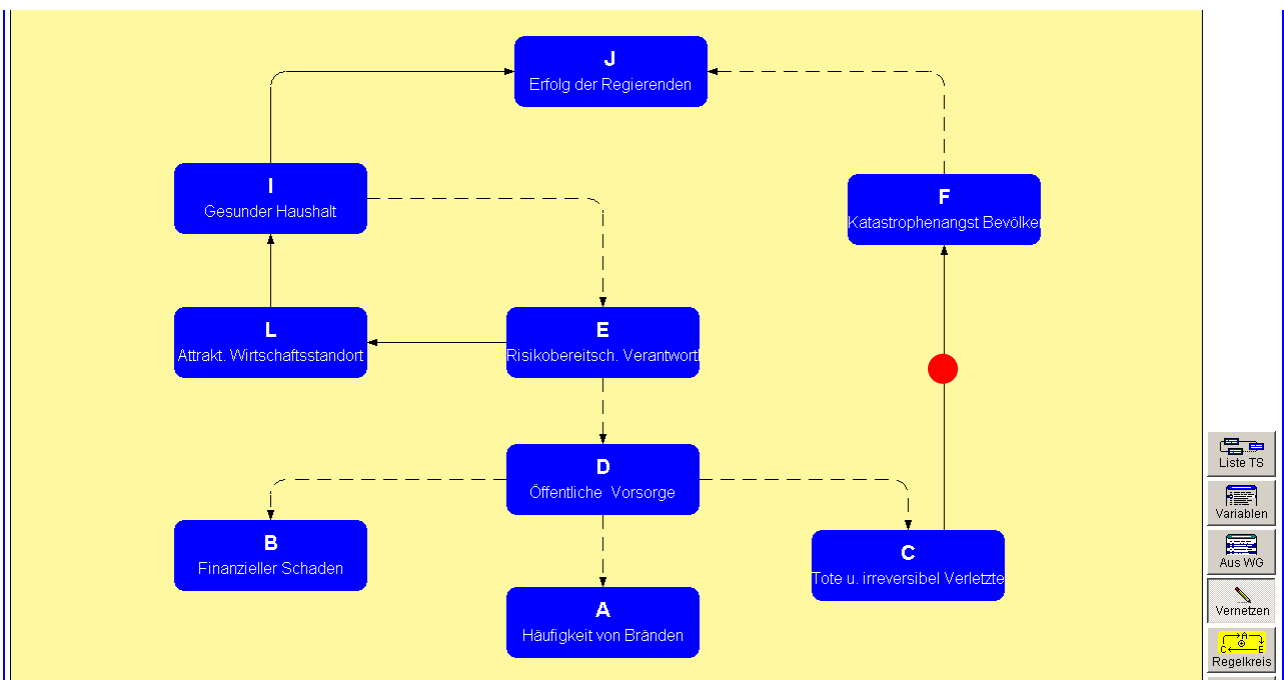 J
Erfolg der Regierenden
I
Gesunder Haushalt
F
Katastrophenangst Bevölker
L
Attrakt. Wirtschaftsstandort
E
Risikobereitsch. Verantwortl
D
Öffentliche Vorsorge
B
Finanzieller Schaden
C
Tote u. irreversibel Verletzte
A
Häufigkeit von Bränden
Liste TS
Variablen
Aus WG
Vernetzen
A
C E
Regelkreis